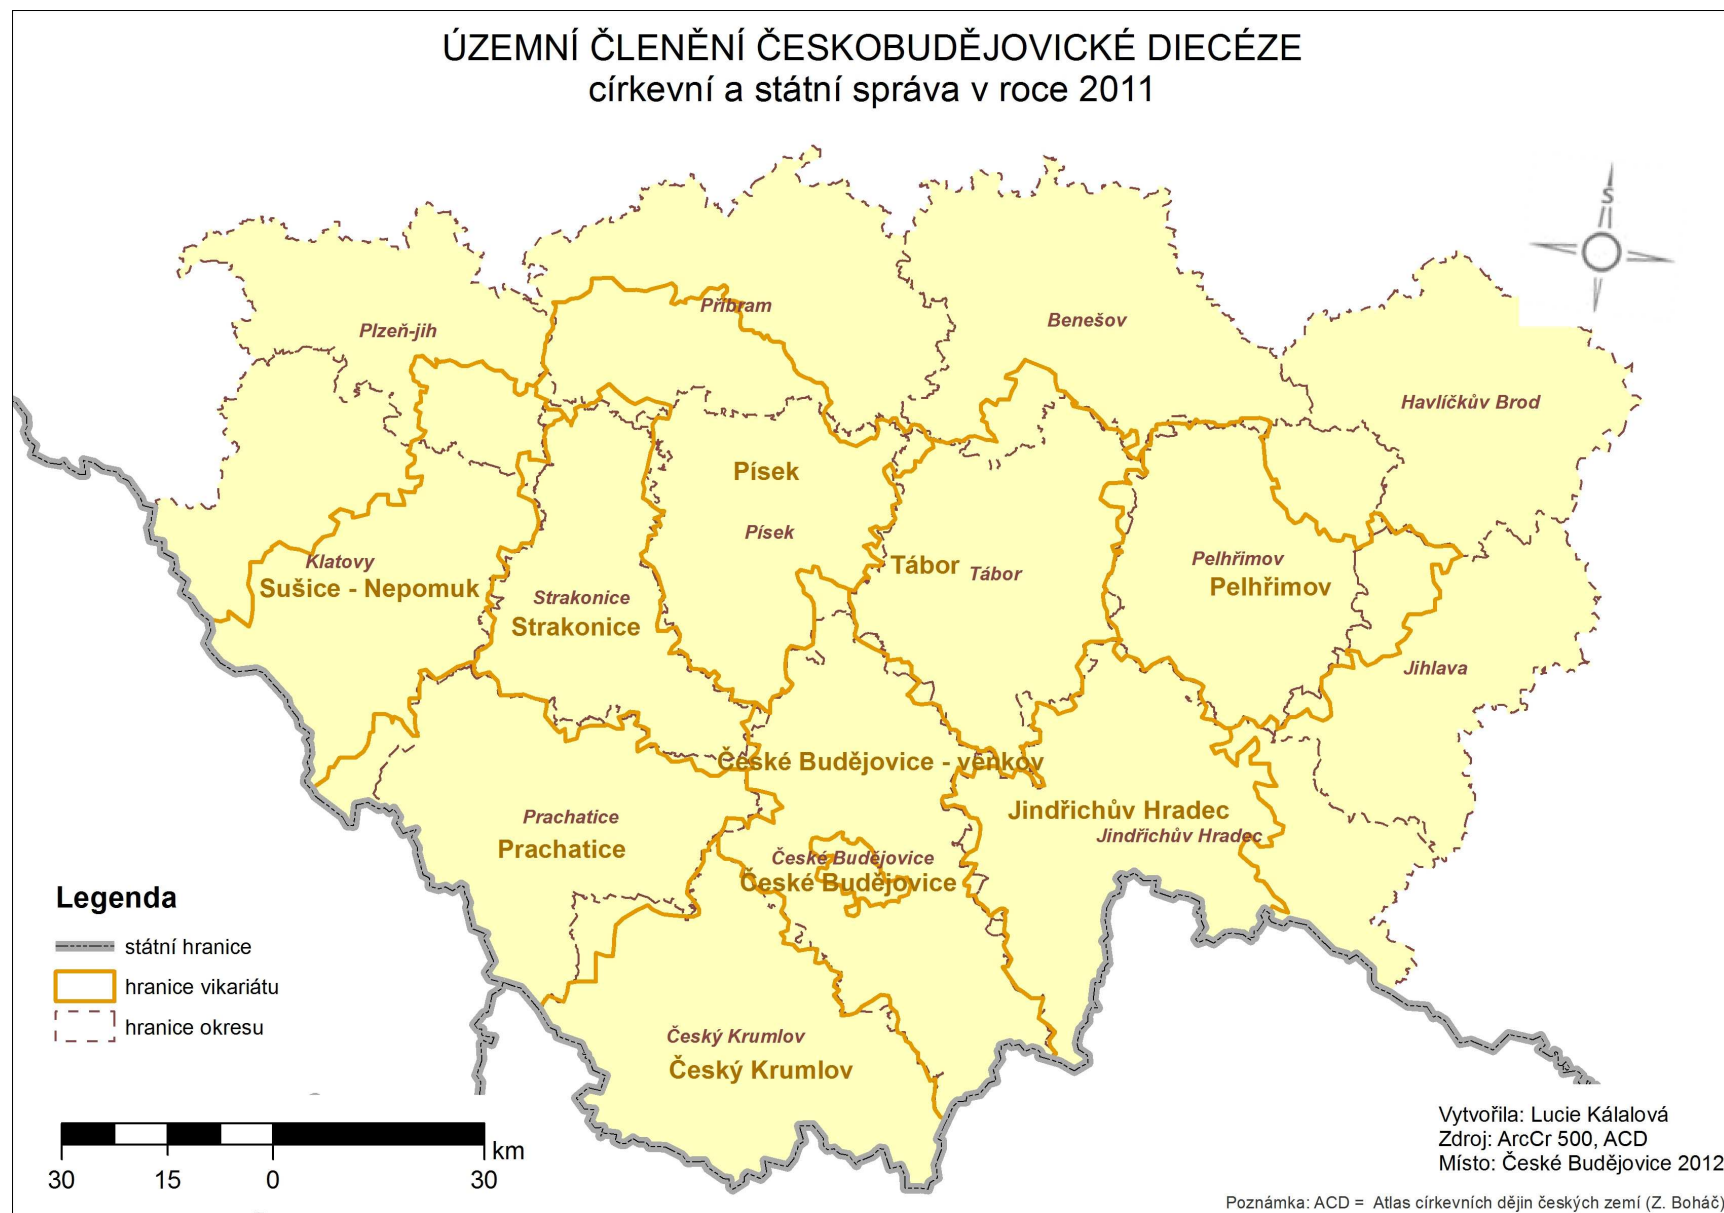 ÚZEMNÍ ČLENĚNÍ ČESKOBUDĚJOVICKÉ DIECÉZE
církevní a státní správa v roce 2011
S
Příbram
Benešov
Plzeň-jih
Havlíčkův Brod
Písek
Písek
Klatovy
Sušice - Nepomuk
Tábor
Tábor
Pelhřimov
Pelhřimov
Strakonice
Strakonice
Jihlava
České Budějovice - venkov
Jindřichův Hradec
Jindřichův Hradec
Prachatice
Prachatice
České Budějovice
České Budějovice
Český Krumlov
Český Krumlov
Legenda
státní hranice
hranice vikariátu
hranice okresu
km
30 15 0 30
Vytvořila: Lucie Kálalová
Zdroj: ArcCr 500, ACD
Místo: České Budějovice 2012
Poznámka: ACD = Atlas církevních dějin českých zemí (Z. Boháč)